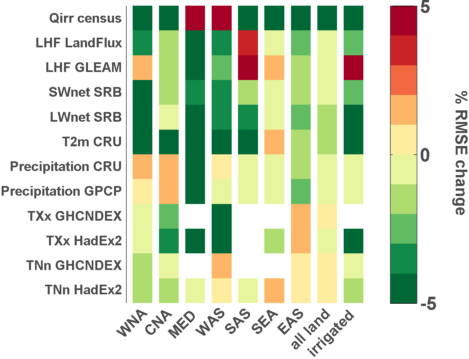 Qirr census
LHF LandFlux
LHF GLEAM
SWnet SRB
LWnet SRB
T2m CRU
Precipitation CRU
Precipitation GPCP
TXx GHCNDEX
TXx HadEx2
TNn GHCNDEX
TNn HadEx2
WNA
CNA
MED
WAS
SAS
SEA
EAS
all land
irrigated
5
0
-5
% RMSE change